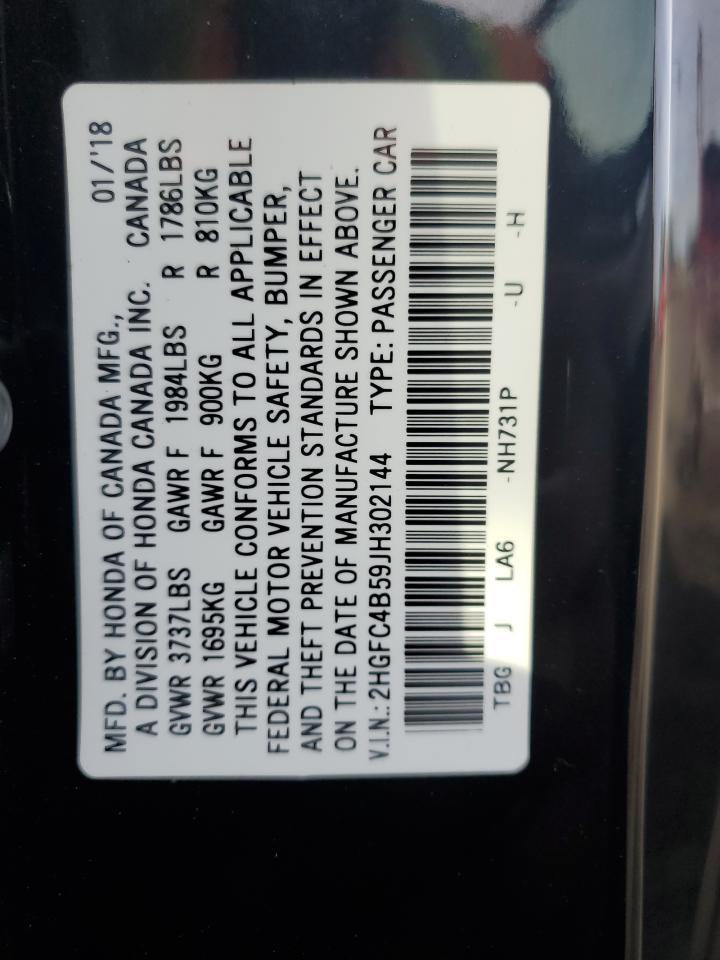 MFD. BY HONDA OF CANADA MFG., 01/'18
A DIVISION OF HONDA CANADA INC. CANADA
GVWR 3737LBS GAWR F 1984LBS R 1786LBS
GVWR 1695KG GAWR F 900KG R 810KG
THIS VEHICLE CONFORMS TO ALL APPLICABLE
FEDERAL MOTOR VEHICLE SAFETY, BUMPER,
AND THEFT PREVENTION STANDARDS IN EFFECT
ON THE DATE OF MANUFACTURE SHOWN ABOVE.
V.I.N.: 2HGFC4B59JH302144 TYPE: PASSENGER CAR
TBG J LA6 -NH731P -U -H